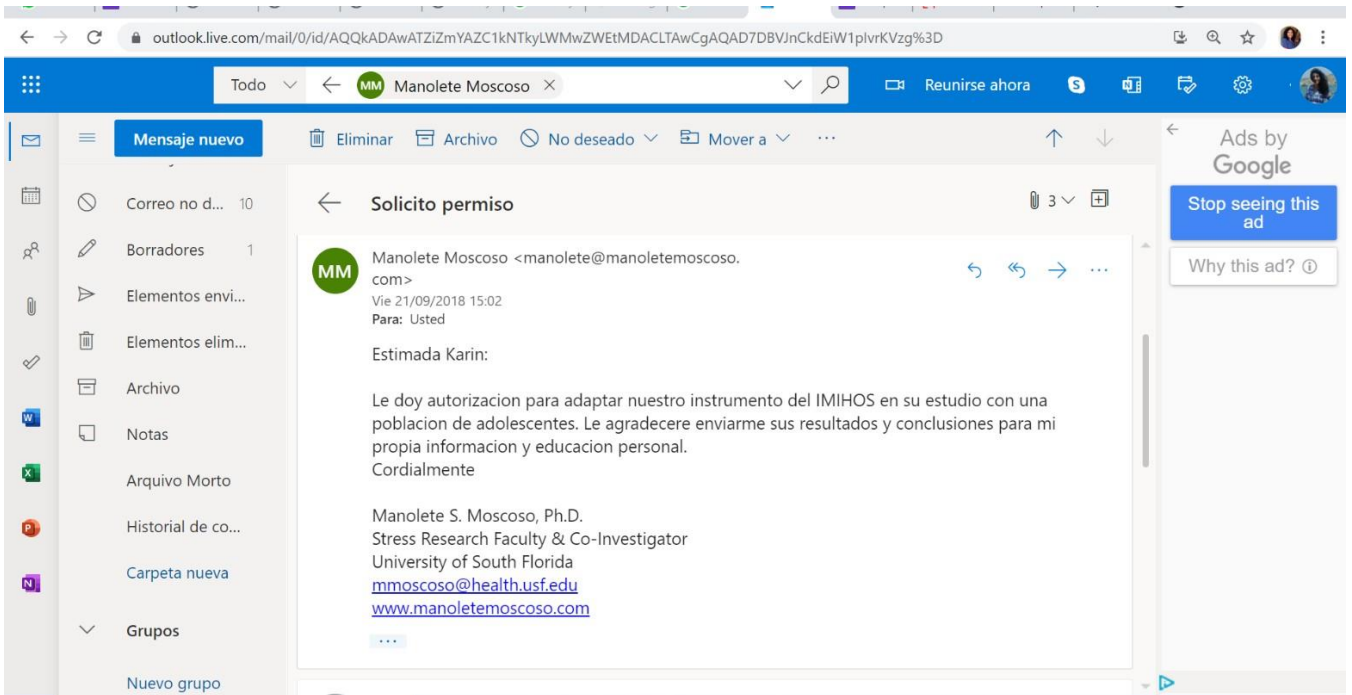 outlook.live.com/mail/0/id/AQQkADAwATZiZmYAZC1kNTkyLWMwZWEtMDACLTAwCgAQAD7DBVJnCkdEiW1pIvrKVzg%3D
Todo
MM Manolete Moscoso
Reunirse ahora
Mensaje nuevo
Eliminar Archivo No deseado Mover a ...
Ads by
Google
Stop seeing this
ad
Why this ad?
Correo no d... 10
Borradores 1
Elementos envi...
Elementos elim...
Archivo
Notas
Arquivo Morto
Historial de co...
Carpeta nueva
Grupos
Nuevo grupo
Solicito permiso
3
MM
Manolete Moscoso <manolete@manoletemoscoso.
com>
Vie 21/09/2018 15:02
Para: Usted
Estimada Karin:
Le doy autorizacion para adaptar nuestro instrumento del IMIHOS en su estudio con una
poblacion de adolescentes. Le agradecere enviarme sus resultados y conclusiones para mi
propia informacion y educacion personal.
Cordialmente
Manolete S. Moscoso, Ph.D.
Stress Research Faculty & Co-Investigator
University of South Florida
mmoscoso@health.usf.edu
www.manoletemoscoso.com
...